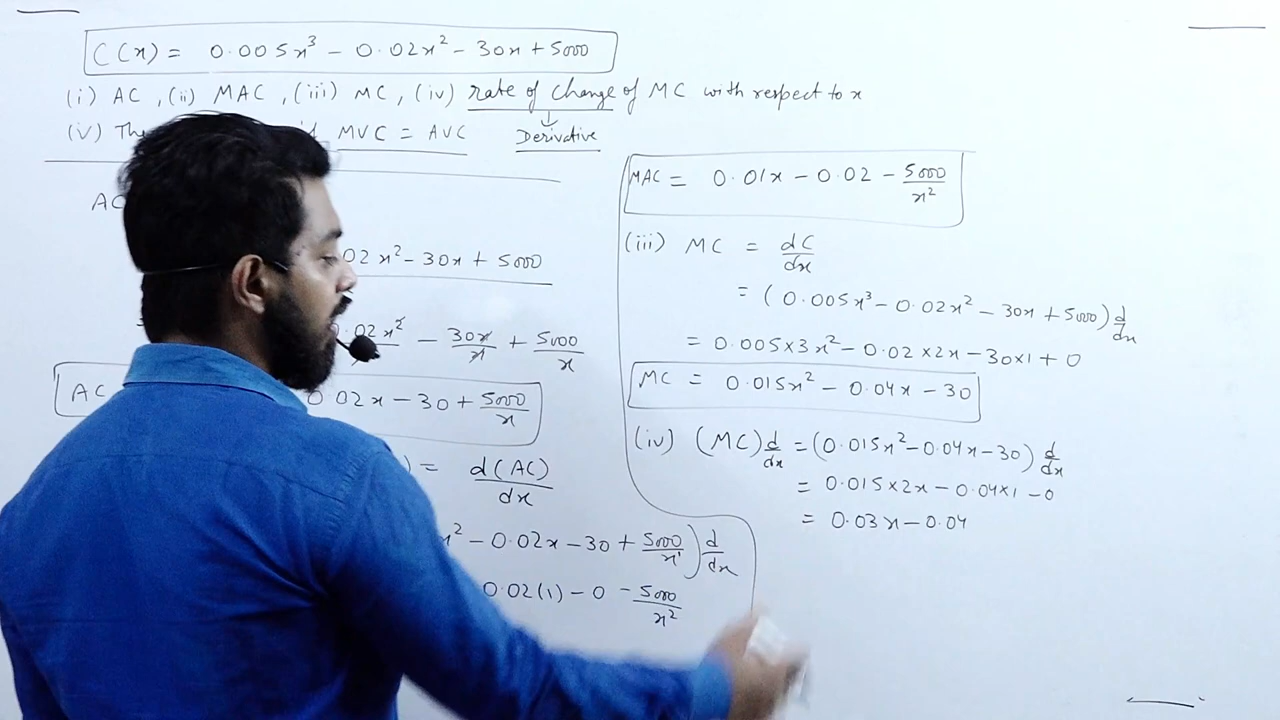 C(x) = 0.005x³ - 0.02x² - 30x + 5000
(i) AC, (ii) MAC, (iii) MC, (iv) rate of change of MC with respect to x
(v) MVC = AVC
Derivative
AC
02x² - 30x + 5000
0.02x² - 30x/x + 5000/x
AC 0.02x - 30 + 5000/x
) = d(AC)/dx
x² - 0.02x - 30 + 5000/x¹) d/dx
0.02(1) - 0 - 5000/x²
MAC = 0.01x - 0.02 - 5000/x²
(iii) MC = dC/dx
= (0.005x³ - 0.02x² - 30x + 5000) d/dx
= 0.005×3x² - 0.02×2x - 30×1 + 0
MC = 0.015x² - 0.04x - 30
(iv) (MC) d/dx = (0.015x² - 0.04x - 30) d/dx
= 0.015×2x - 0.04×1 - 0
= 0.03x - 0.04